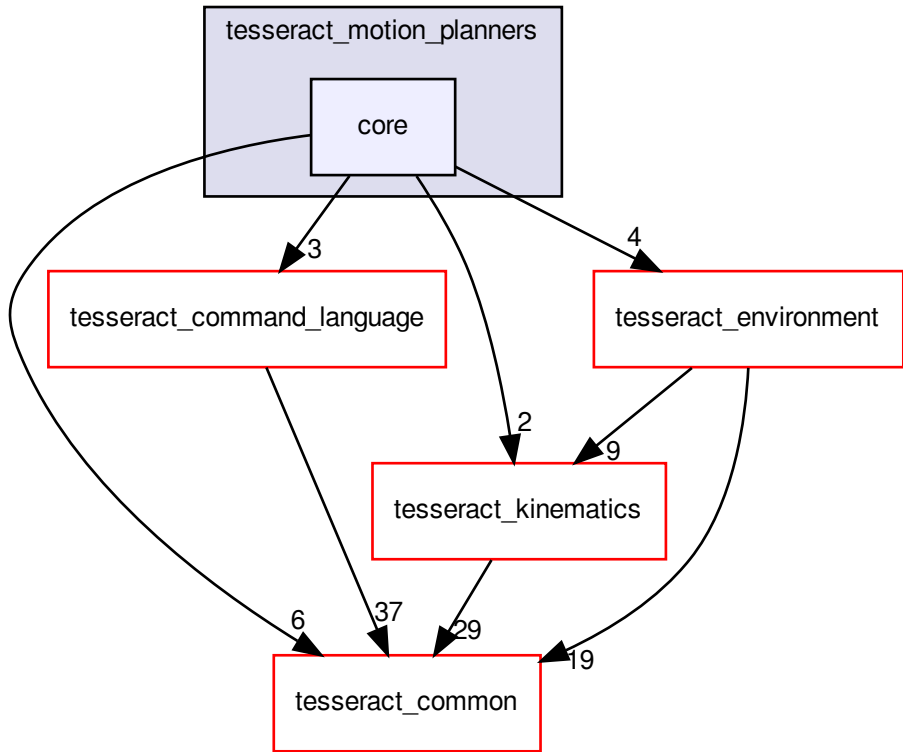 tesseract_motion_planners
core
3
4
tesseract_command_language
tesseract_environment
2
9
tesseract_kinematics
6
37
29
19
tesseract_common